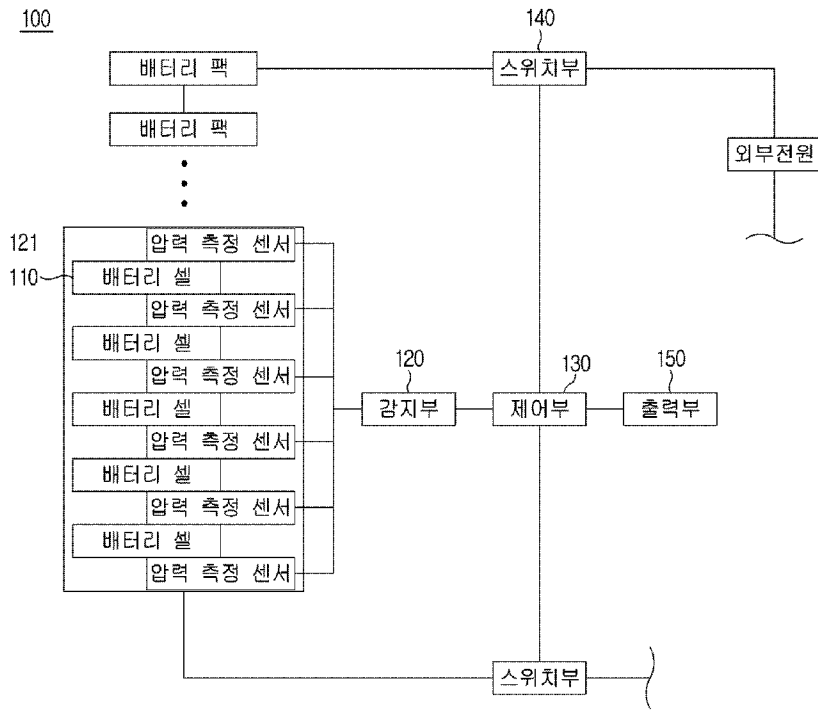 100
140
배터리 팩
스위치부
배터리 팩
외부전원
121
압력 측정 센서
110
배터리 셀
압력 측정 센서
배터리 셀
압력 측정 센서
120
130
150
배터리 셀
감지부
제어부
출력부
압력 측정 센서
배터리 셀
압력 측정 센서
배터리 셀
압력 측정 센서
스위치부